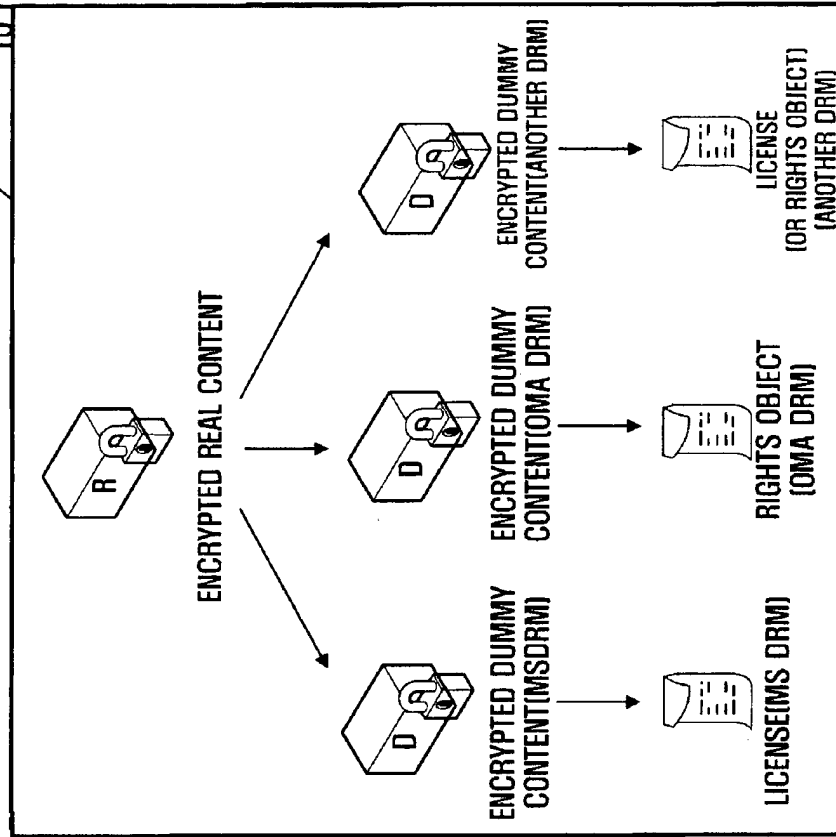 R
ENCRYPTED REAL CONTENT
D
D
D
ENCRYPTED DUMMY
CONTENT(MSDRM)
ENCRYPTED DUMMY
CONTENT(OMA DRM)
ENCRYPTED DUMMY
CONTENT(ANOTHER DRM)
LICENSE(MS DRM)
RIGHTS OBJECT
(OMA DRM)
LICENSE
(OR RIGHTS OBJECT)
(ANOTHER DRM)